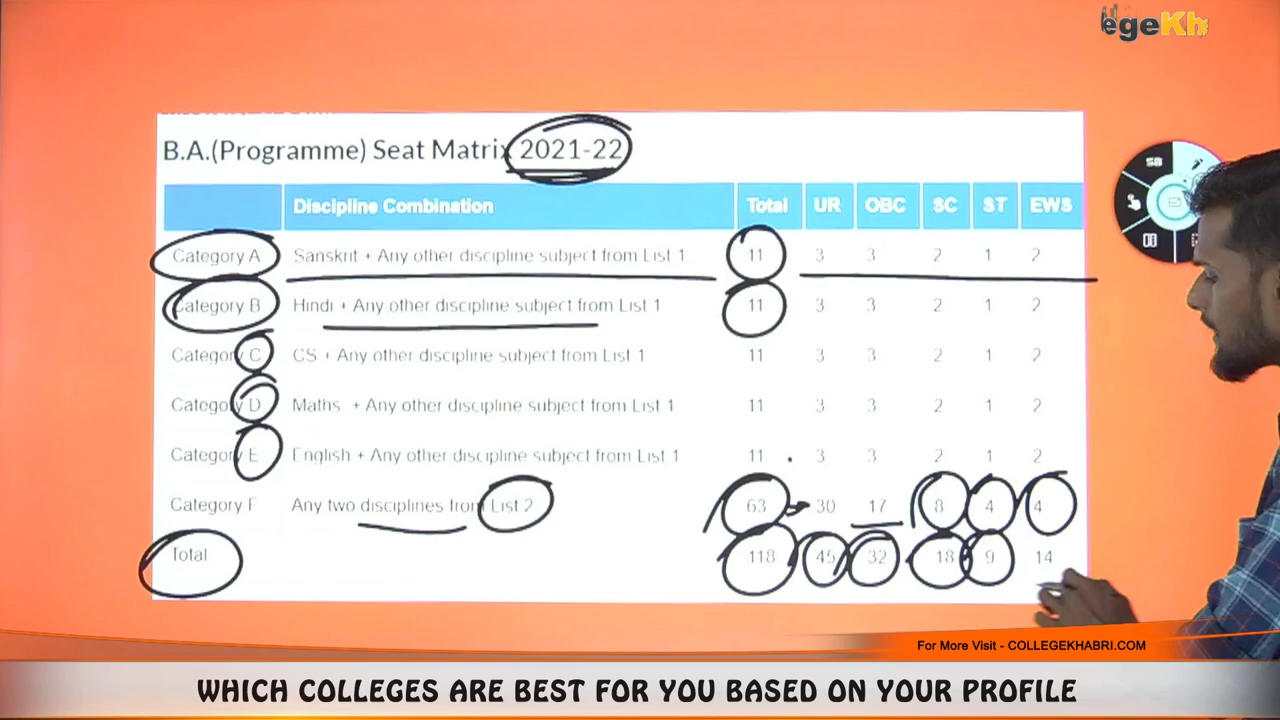 egeKh
B.A.(Programme) Seat Matrix 2021-22
Discipline Combination Total UR OBC SC ST EWS
Category A Sanskrit + Any other discipline subject from List 1 11 3 3 2 1 2
Category B Hindi + Any other discipline subject from List 1 11 3 3 2 1 2
Category C CS + Any other discipline subject from List 1 11 3 3 2 1 2
Category D Maths + Any other discipline subject from List 1 11 3 3 2 1 2
Category E English + Any other discipline subject from List 1 11 3 3 2 1 2
Category F Any two disciplines from List 2 63 30 17 8 4 4
Total 118 45 32 18 9 14
For More Visit - COLLEGEKHABRI.COM
WHICH COLLEGES ARE BEST FOR YOU BASED ON YOUR PROFILE